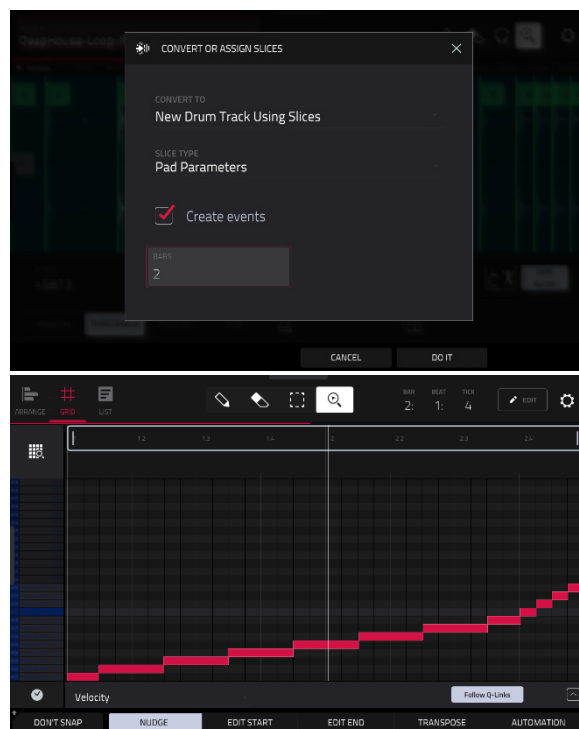 CONVERT OR ASSIGN SLICES
CONVERT TO
New Drum Track Using Slices
SLICE TYPE
Pad Parameters
Create events
BARS
2
CANCEL
DO IT
ARRANGE GRID LIST
BAR BEAT TICK
2: 1: 4
EDIT
1 1.2 1.3 1.4 2 2.2 2.3 2.4
Velocity
Follow Q-Links
DON'T SNAP NUDGE EDIT START EDIT END TRANSPOSE AUTOMATION